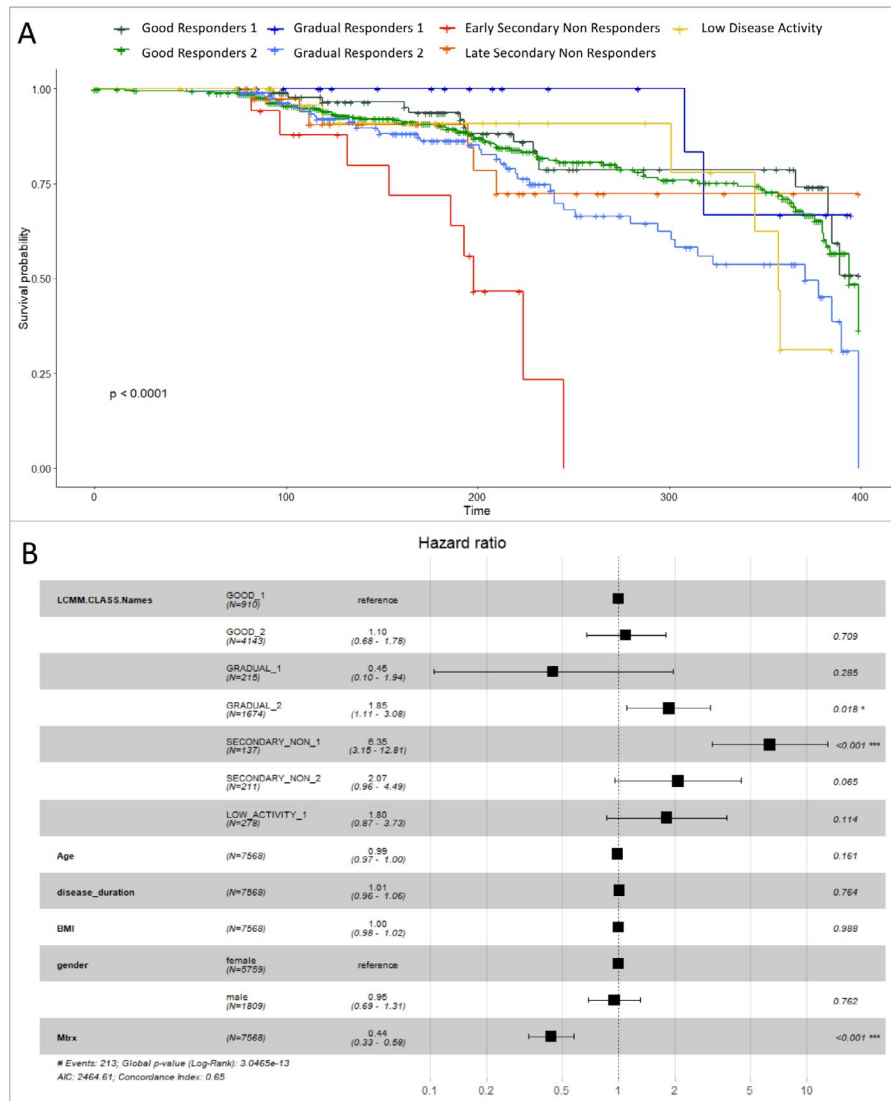 A
Good Responders 1 Gradual Responders 1 Early Secondary Non Responders Low Disease Activity
Good Responders 2 Gradual Responders 2 Late Secondary Non Responders
Survival probability
1.00
0.75
0.50
0.25
0.00
p < 0.0001
0 100 200 300 400
Time
B
Hazard ratio
LCMM.CLASS.Names GOOD_1 (N=910) reference
GOOD_2 (N=4143) 1.10 (0.68 - 1.78) 0.709
GRADUAL_1 (N=215) 0.45 (0.10 - 1.94) 0.285
GRADUAL_2 (N=1674) 1.85 (1.11 - 3.08) 0.018 *
SECONDARY_NON_1 (N=137) 6.35 (3.15 - 12.81) <0.001 ***
SECONDARY_NON_2 (N=211) 2.07 (0.96 - 4.49) 0.065
LOW_ACTIVITY_1 (N=278) 1.80 (0.87 - 3.73) 0.114
Age (N=7568) 0.99 (0.97 - 1.00) 0.161
disease_duration (N=7568) 1.01 (0.96 - 1.06) 0.764
BMI (N=7568) 1.00 (0.98 - 1.02) 0.988
gender female (N=5759) reference
male (N=1809) 0.95 (0.69 - 1.31) 0.762
Mtrx (N=7568) 0.44 (0.33 - 0.58) <0.001 ***
# Events: 213; Global p-value (Log-Rank): 3.0465e-13
AIC: 2464.61; Concordance Index: 0.65
0.1 0.2 0.5 1 2 5 10